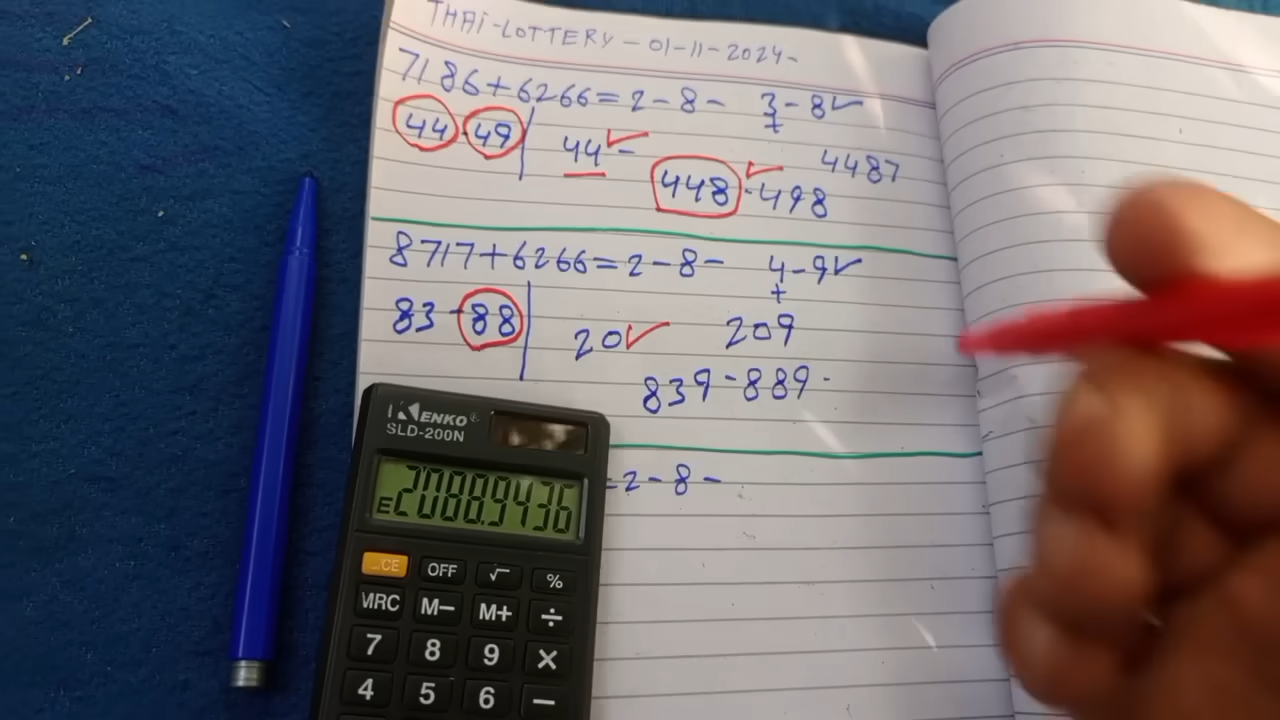 THAI-LOTTERY-01-11-2024-
7186+6266=2-8- 3-8✓
+
44-49 44✓-
4487
448✓-498
8717+6266=2-8- 4-9✓
+
83-88 20✓ 209
839-889-
=2-8-
KENKO
SLD-200N
E2088.9436
CE OFF √ %
MRC M− M+ ÷
7 8 9 ×
4 5 6 −